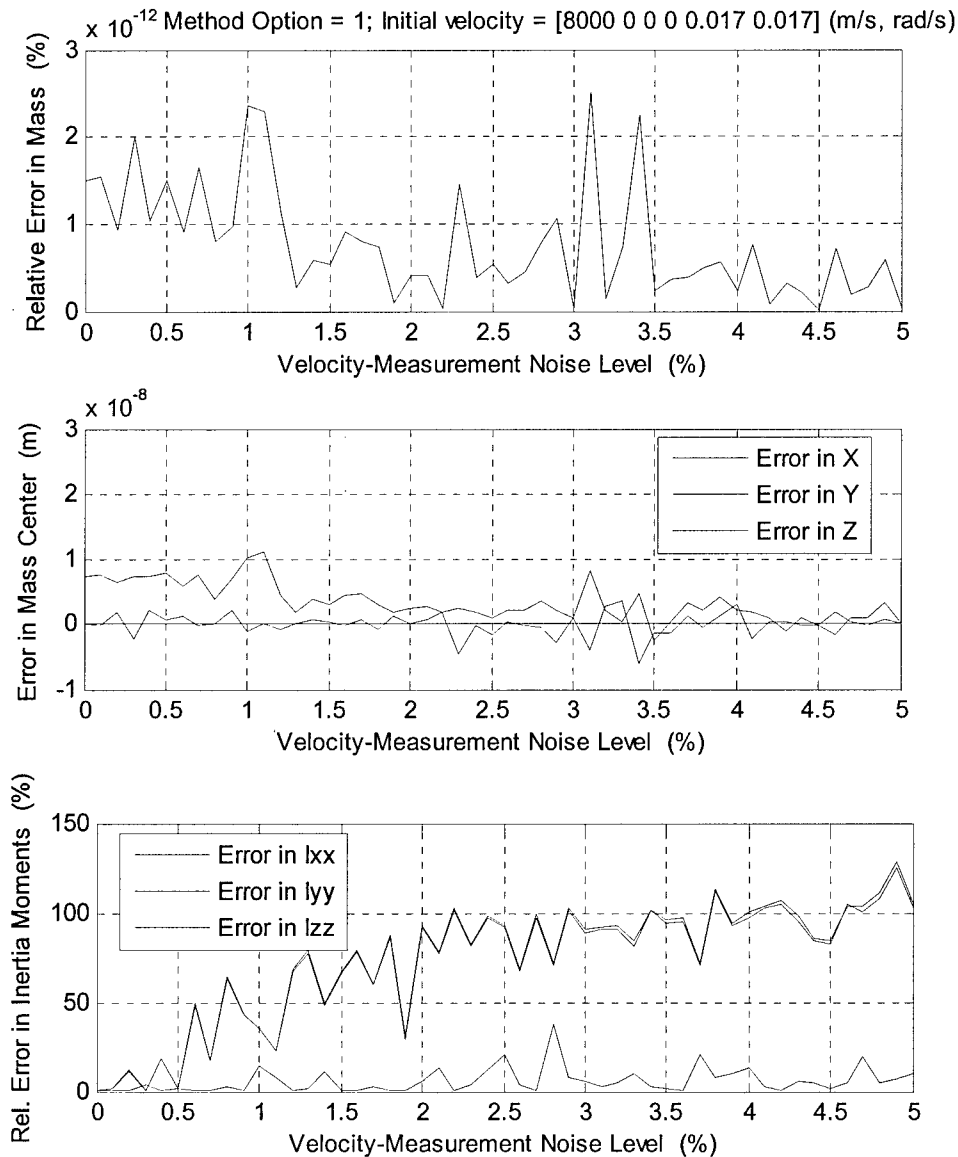 x 10-12 Method Option = 1; Initial velocity = [8000 0 0 0 0.017 0.017] (m/s, rad/s)
Relative Error in Mass (%)
3
2
1
0
0 0.5 1 1.5 2 2.5 3 3.5 4 4.5 5
Velocity-Measurement Noise Level (%)
x 10-8
Error in Mass Center (m)
3
2
1
0
-1
Error in X
Error in Y
Error in Z
0 0.5 1 1.5 2 2.5 3 3.5 4 4.5 5
Velocity-Measurement Noise Level (%)
Rel. Error in Inertia Moments (%)
150
100
50
0
Error in Ixx
Error in Iyy
Error in Izz
0 0.5 1 1.5 2 2.5 3 3.5 4 4.5 5
Velocity-Measurement Noise Level (%)